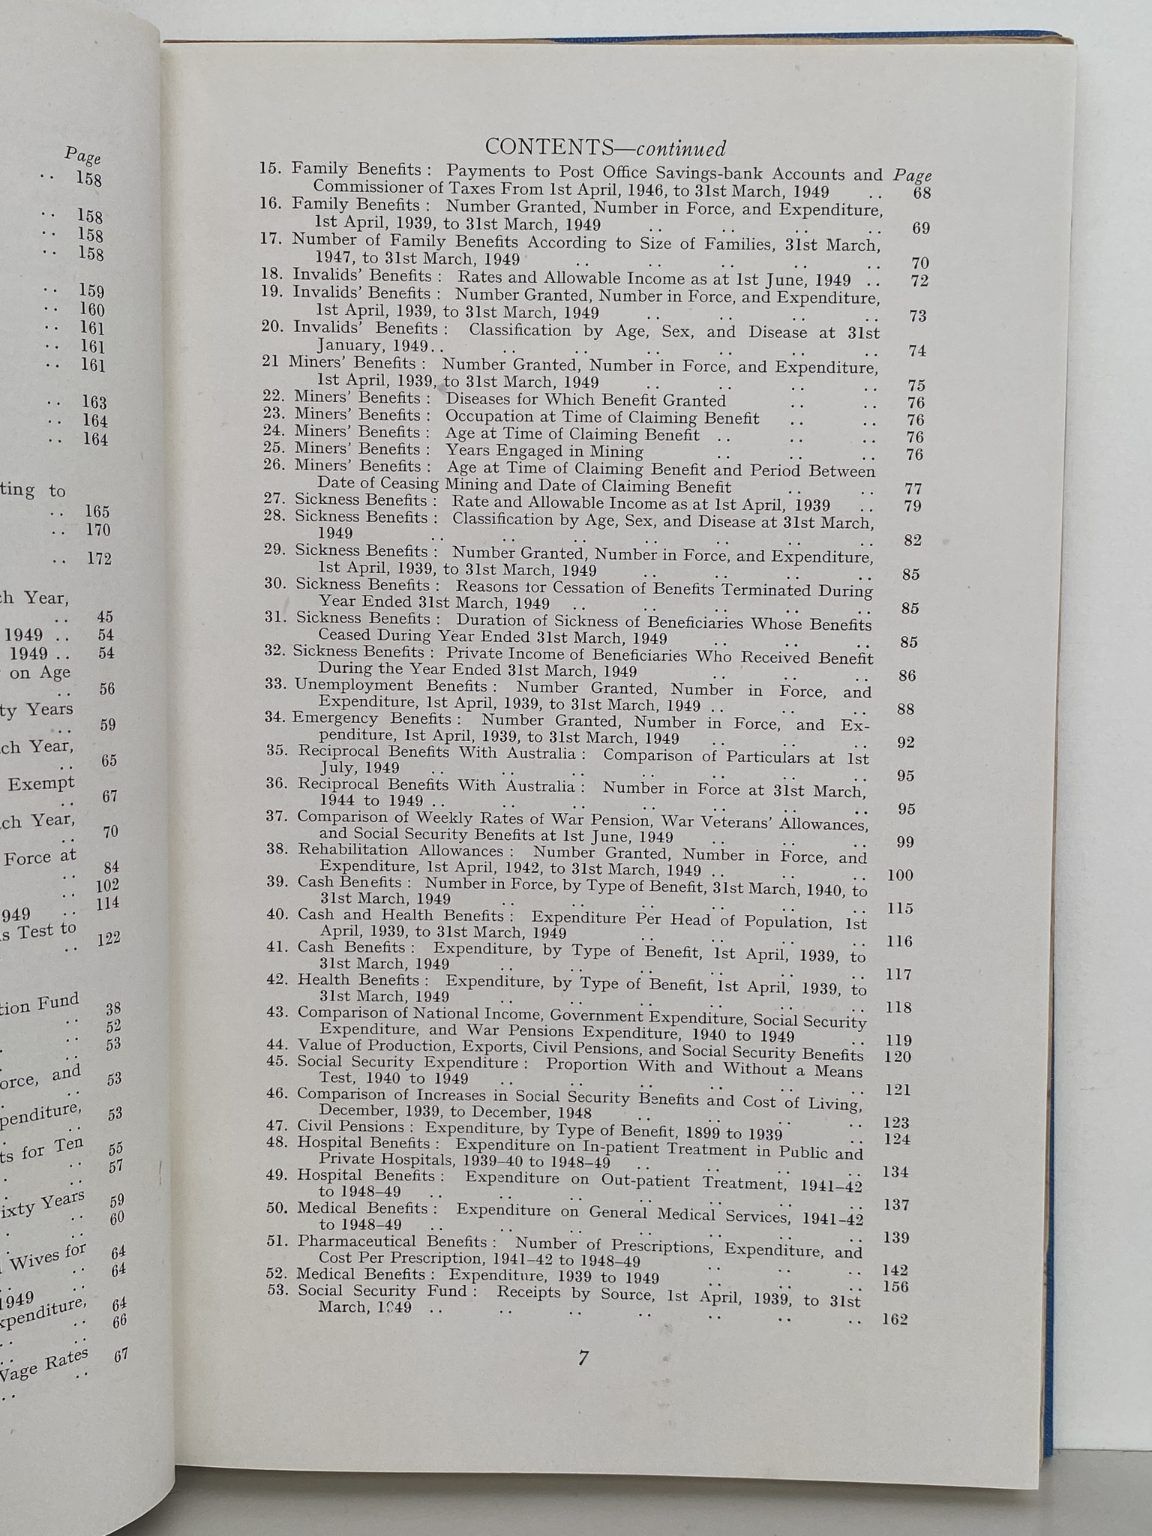 Page
.. 158
.. 158
.. 158
.. 158
.. 159
.. 160
.. 161
.. 161
.. 161
.. 163
.. 164
.. 164
to
.. 165
.. 170
.. 172
Year,
.. 45
1949 .. 54
1949 .. 54
on Age
.. 56
Years
.. 59
Year,
.. 65
Exempt
.. 67
Year,
.. 70
Force at
.. 84
.. 102
.. 114
Test to
.. 122
Fund
.. 38
.. 52
.. 53
and
.. 53
.. 53
for Ten
.. 55
.. 57
Years
.. 59
.. 60
Wives for
.. 64
.. 64
.. 64
.. 66
Rates
.. 67
CONTENTS—continued
15. Family Benefits : Payments to Post Office Savings-bank Accounts and Page
Commissioner of Taxes From 1st April, 1946, to 31st March, 1949 .. 68
16. Family Benefits : Number Granted, Number in Force, and Expenditure,
1st April, 1939, to 31st March, 1949 .. .. .. .. 69
17. Number of Family Benefits According to Size of Families, 31st March,
1947, to 31st March, 1949 .. .. .. .. .. 70
18. Invalids' Benefits : Rates and Allowable Income as at 1st June, 1949 .. 72
19. Invalids' Benefits : Number Granted, Number in Force, and Expenditure,
1st April, 1939, to 31st March, 1949 .. .. .. .. 73
20. Invalids' Benefits : Classification by Age, Sex, and Disease at 31st
January, 1949.. .. .. .. .. .. .. 74
21 Miners' Benefits : Number Granted, Number in Force, and Expenditure,
1st April, 1939, to 31st March, 1949 .. .. .. .. 75
22. Miners' Benefits : Diseases for Which Benefit Granted .. .. 76
23. Miners' Benefits : Occupation at Time of Claiming Benefit .. .. 76
24. Miners' Benefits : Age at Time of Claiming Benefit .. .. .. 76
25. Miners' Benefits : Years Engaged in Mining .. .. .. 76
26. Miners' Benefits : Age at Time of Claiming Benefit and Period Between
Date of Ceasing Mining and Date of Claiming Benefit .. .. 77
27. Sickness Benefits : Rate and Allowable Income as at 1st April, 1939 .. 79
28. Sickness Benefits : Classification by Age, Sex, and Disease at 31st March,
1949 .. .. .. .. .. .. .. 82
29. Sickness Benefits : Number Granted, Number in Force, and Expenditure,
1st April, 1939, to 31st March, 1949 .. .. .. .. 85
30. Sickness Benefits : Reasons for Cessation of Benefits Terminated During
Year Ended 31st March, 1949 .. .. .. .. .. 85
31. Sickness Benefits : Duration of Sickness of Beneficiaries Whose Benefits
Ceased During Year Ended 31st March, 1949 .. .. .. 85
32. Sickness Benefits : Private Income of Beneficiaries Who Received Benefit
During the Year Ended 31st March, 1949 .. .. .. 86
33. Unemployment Benefits : Number Granted, Number in Force, and
Expenditure, 1st April, 1939, to 31st March, 1949 .. .. .. 88
34. Emergency Benefits : Number Granted, Number in Force, and Ex-
penditure, 1st April, 1939, to 31st March, 1949 .. .. .. 92
35. Reciprocal Benefits With Australia : Comparison of Particulars at 1st
July, 1949 .. .. .. .. .. .. .. 95
36. Reciprocal Benefits With Australia : Number in Force at 31st March,
1944 to 1949 .. .. .. .. .. .. .. 95
37. Comparison of Weekly Rates of War Pension, War Veterans' Allowances,
and Social Security Benefits at 1st June, 1949 .. .. .. 99
38. Rehabilitation Allowances : Number Granted, Number in Force, and
Expenditure, 1st April, 1942, to 31st March, 1949 .. .. .. 100
39. Cash Benefits : Number in Force, by Type of Benefit, 31st March, 1940, to
31st March, 1949 .. .. .. .. .. .. 115
40. Cash and Health Benefits : Expenditure Per Head of Population, 1st
April, 1939, to 31st March, 1949 .. .. .. .. 116
41. Cash Benefits : Expenditure, by Type of Benefit, 1st April, 1939, to
31st March, 1949 .. .. .. .. .. .. 117
42. Health Benefits : Expenditure, by Type of Benefit, 1st April, 1939, to
31st March, 1949 .. .. .. .. .. .. 118
43. Comparison of National Income, Government Expenditure, Social Security
Expenditure, and War Pensions Expenditure, 1940 to 1949 .. 119
44. Value of Production, Exports, Civil Pensions, and Social Security Benefits 120
45. Social Security Expenditure : Proportion With and Without a Means
Test, 1940 to 1949 .. .. .. .. .. .. 121
46. Comparison of Increases in Social Security Benefits and Cost of Living,
December, 1939, to December, 1948 .. .. .. .. 123
47. Civil Pensions : Expenditure, by Type of Benefit, 1899 to 1939 .. 124
48. Hospital Benefits : Expenditure on In-patient Treatment in Public and
Private Hospitals, 1939–40 to 1948–49 .. .. .. .. 134
49. Hospital Benefits : Expenditure on Out-patient Treatment, 1941–42
to 1948–49 .. .. .. .. .. .. .. 137
50. Medical Benefits : Expenditure on General Medical Services, 1941–42
to 1948–49 .. .. .. .. .. .. .. 139
51. Pharmaceutical Benefits : Number of Prescriptions, Expenditure, and
Cost Per Prescription, 1941–42 to 1948–49 .. .. .. 142
52. Medical Benefits : Expenditure, 1939 to 1949 .. .. .. 156
53. Social Security Fund : Receipts by Source, 1st April, 1939, to 31st
March, 1949 .. .. .. .. .. .. .. 162
7